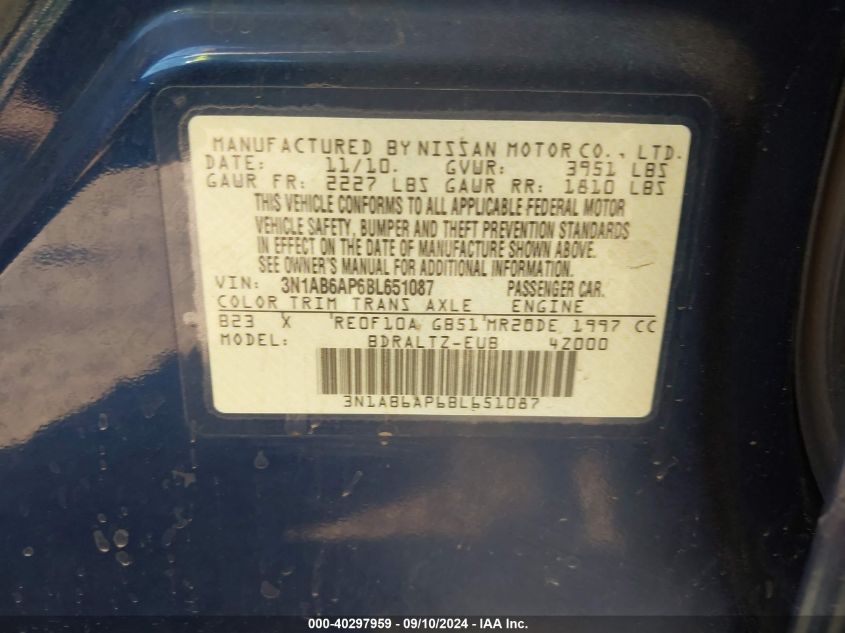 MANUFACTURED BY NISSAN MOTOR CO., LTD.
DATE: 11/10. GVWR: 3951 LBS
GAWR FR: 2227 LBS GAWR RR: 1810 LBS
THIS VEHICLE CONFORMS TO ALL APPLICABLE FEDERAL MOTOR
VEHICLE SAFETY, BUMPER AND THEFT PREVENTION STANDARDS
IN EFFECT ON THE DATE OF MANUFACTURE SHOWN ABOVE.
SEE OWNER'S MANUAL FOR ADDITIONAL INFORMATION.
VIN: 3N1AB6AP6BL651087 PASSENGER CAR.
COLOR TRIM TRANS AXLE ENGINE
B23 X RE0F10A GB51 MR20DE 1997 CC
MODEL: BDRALTZ-EUB 4Z000
3N1AB6AP6BL651087
000-40297959 - 09/10/2024 - IAA Inc.